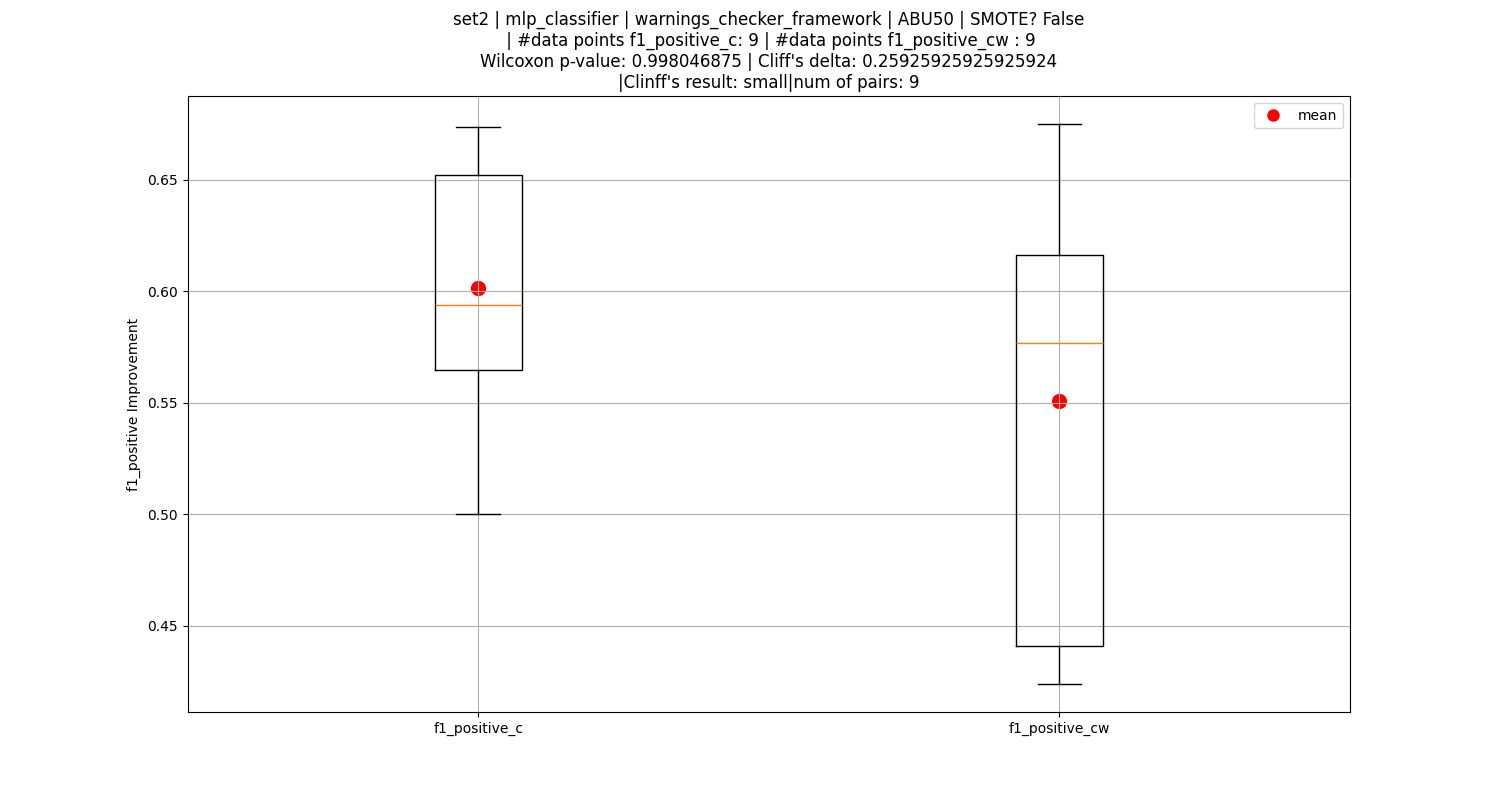 set2 | mlp_classifier | warnings_checker_framework | ABU50 | SMOTE? False
| #data points f1_positive_c: 9 | #data points f1_positive_cw : 9
Wilcoxon p-value: 0.998046875 | Cliff's delta: 0.25925925925925924
|Clinff's result: small|num of pairs: 9
mean
0.65
0.60
0.55
0.50
0.45
f1_positive Improvement
f1_positive_c
f1_positive_cw